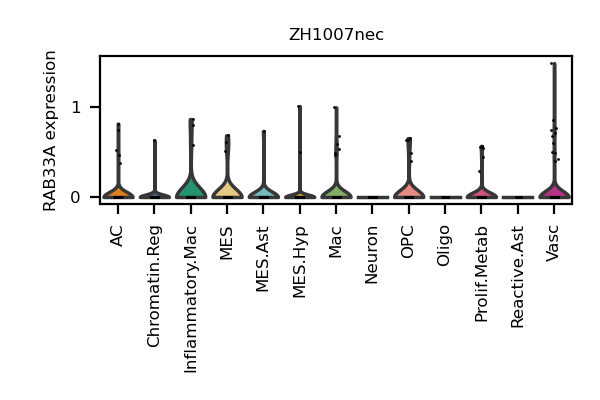 ZH1007nec
RAB33A expression
1
0
AC
Chromatin.Reg
Inflammatory.Mac
MES
MES.Ast
MES.Hyp
Mac
Neuron
OPC
Oligo
Prolif.Metab
Reactive.Ast
Vasc